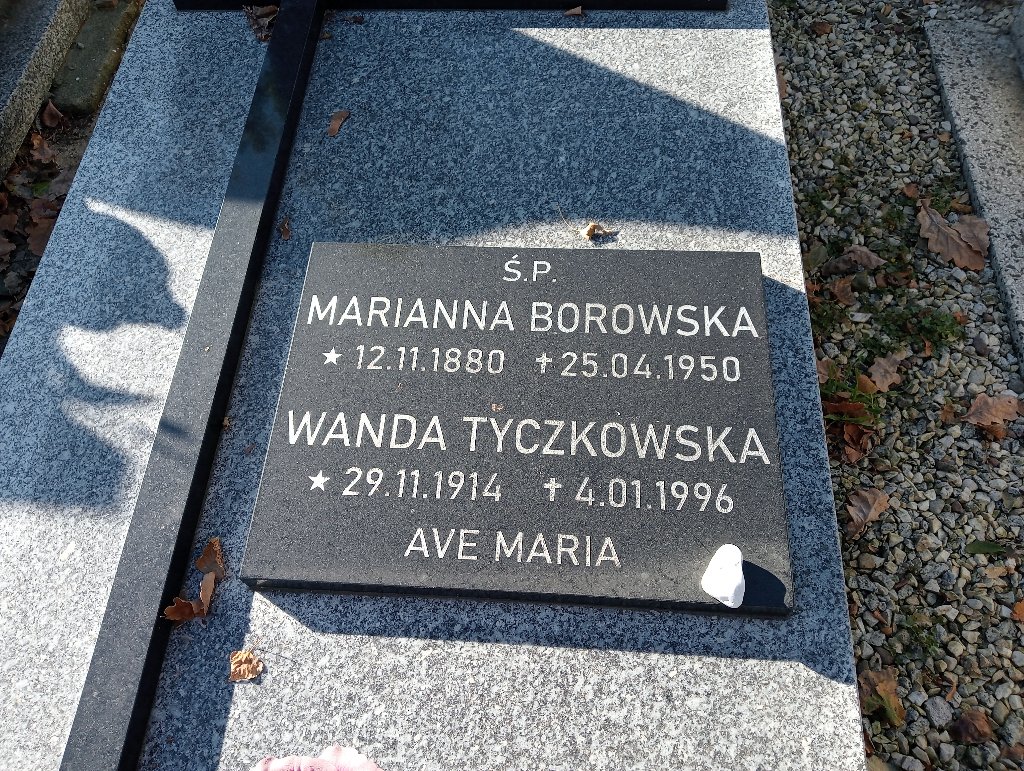 Ś.P.
MARIANNA BOROWSKA
★ 12.11.1880 ✝ 25.04.1950
WANDA TYCZKOWSKA
★ 29.11.1914 ✝ 4.01.1996
AVE MARIA